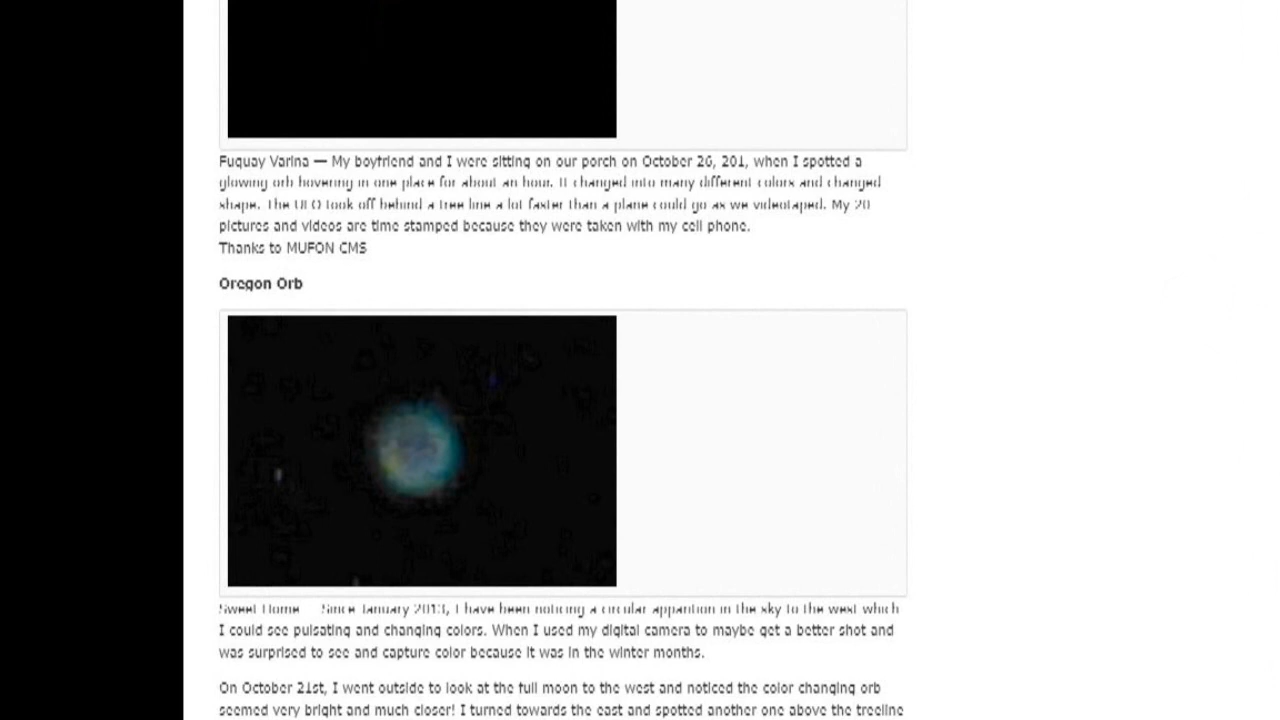 Fuquay Varina — My boyfriend and I were sitting on our porch on October 26, 201, when I spotted a
glowing orb hovering in one place for about an hour. It changed into many different colors and changed
shape. The UFO took off behind a tree line a lot faster than a plane could go as we videotaped. My 20
pictures and videos are time stamped because they were taken with my cell phone.
Thanks to MUFON CMS
Oregon Orb
Sweet Home — Since January 2013, I have been noticing a circular apparition in the sky to the west which
I could see pulsating and changing colors. When I used my digital camera to maybe get a better shot and
was surprised to see and capture color because it was in the winter months.
On October 21st, I went outside to look at the full moon to the west and noticed the color changing orb
seemed very bright and much closer! I turned towards the east and spotted another one above the treeline